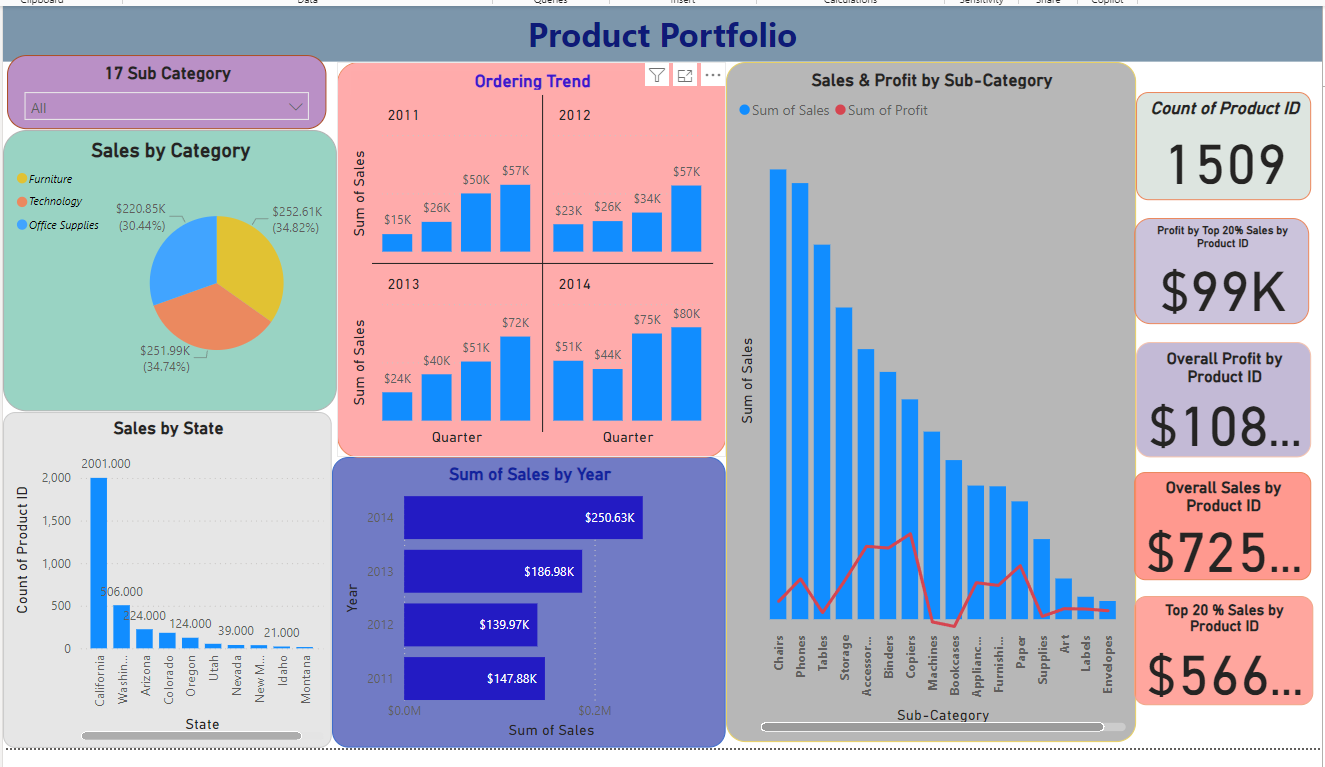 Clipboard
Data
Queries
Insert
Calculations
Sensitivity
Share
Copilot
Product Portfolio
17 Sub Category
All
Sales by Category
Furniture
Technology
Office Supplies
$220.85K
(30.44%)
$252.61K
(34.82%)
$251.99K
(34.74%)
Sales by State
Count of Product ID
2,000
1,500
1,000
500
0
2001.000
506.000
224.000
124.000
39.000
21.000
California
Washin...
Arizona
Colorado
Oregon
Utah
Nevada
New M...
Idaho
Montana
State
Ordering Trend
2011
2012
Sum of Sales
$15K
$26K
$50K
$57K
$23K
$26K
$34K
$57K
2013
2014
Sum of Sales
$24K
$40K
$51K
$72K
$51K
$44K
$75K
$80K
Quarter
Quarter
Sum of Sales by Year
Year
2014
$250.63K
2013
$186.98K
2012
$139.97K
2011
$147.88K
$0.0M
$0.2M
Sum of Sales
Sales & Profit by Sub-Category
Sum of Sales
Sum of Profit
Sum of Sales
Chairs
Phones
Tables
Storage
Accessor...
Binders
Copiers
Machines
Bookcases
Applianc...
Furnishi...
Paper
Supplies
Art
Labels
Envelopes
Sub-Category
Count of Product ID
1509
Profit by Top 20% Sales by
Product ID
$99K
Overall Profit by
Product ID
$108...
Overall Sales by
Product ID
$725...
Top 20 % Sales by
Product ID
$566...